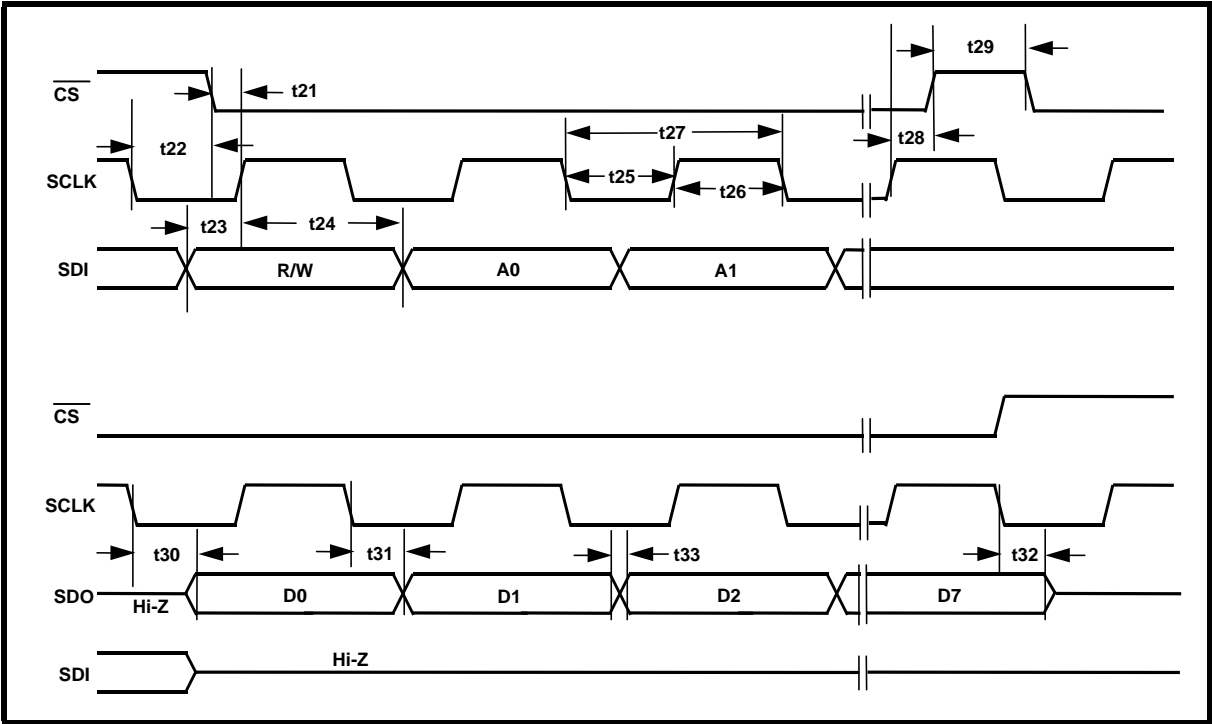 t29
CS
t21
t27
t22
t28
SCLK
t25
t26
t23
t24
SDI
R/W
A0
A1
CS
SCLK
t30
t31
t33
t32
SDO
Hi-Z
D0
D1
D2
D7
Hi-Z
SDI